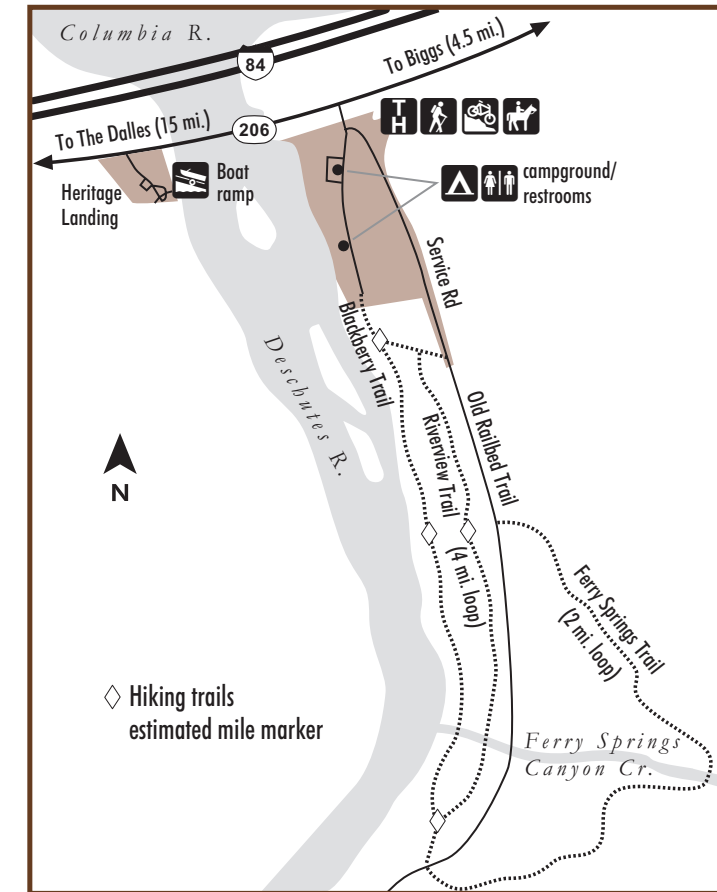 Columbia R.
84
To Biggs (4.5 mi.)
To The Dalles (15 mi.)
206
T
H
Heritage
Landing
Boat
ramp
campground/
restrooms
Service Rd
Blackberry Trail
Deschutes R.
Riverview Trail
(4 mi. loop)
Old Railbed Trail
N
Ferry Springs Trail
(2 mi. loop)
Hiking trails
estimated mile marker
Ferry Springs
Canyon Cr.